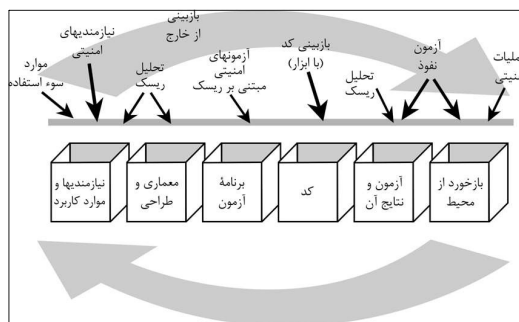 بازبینی
از خارج
نیازمندیهای
امنیتی
موارد
سوء استفاده
تحلیل
ریسک
آزمونهای
امنیتی
مبتنی بر ریسک
بازبینی کد
(با ابزار)
تحلیل
ریسک
آزمون
نفوذ
عملیات
امنیتی
نیازمندیها و
موارد کاربرد
معماری و
طراحی
برنامهٔ
آزمون
کد
آزمون و
نتایج آن
بازخورد از
محیط